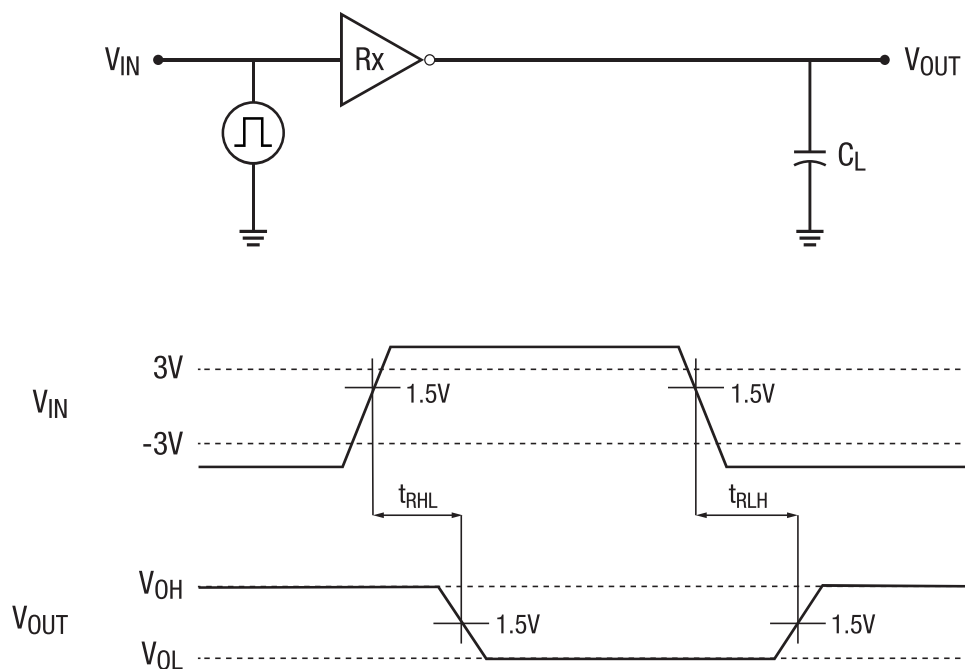 V_IN Rx V_OUT
C_L
3V
V_IN 1.5V 1.5V
-3V
t_RHL t_RLH
V_OH
V_OUT 1.5V 1.5V
V_OL